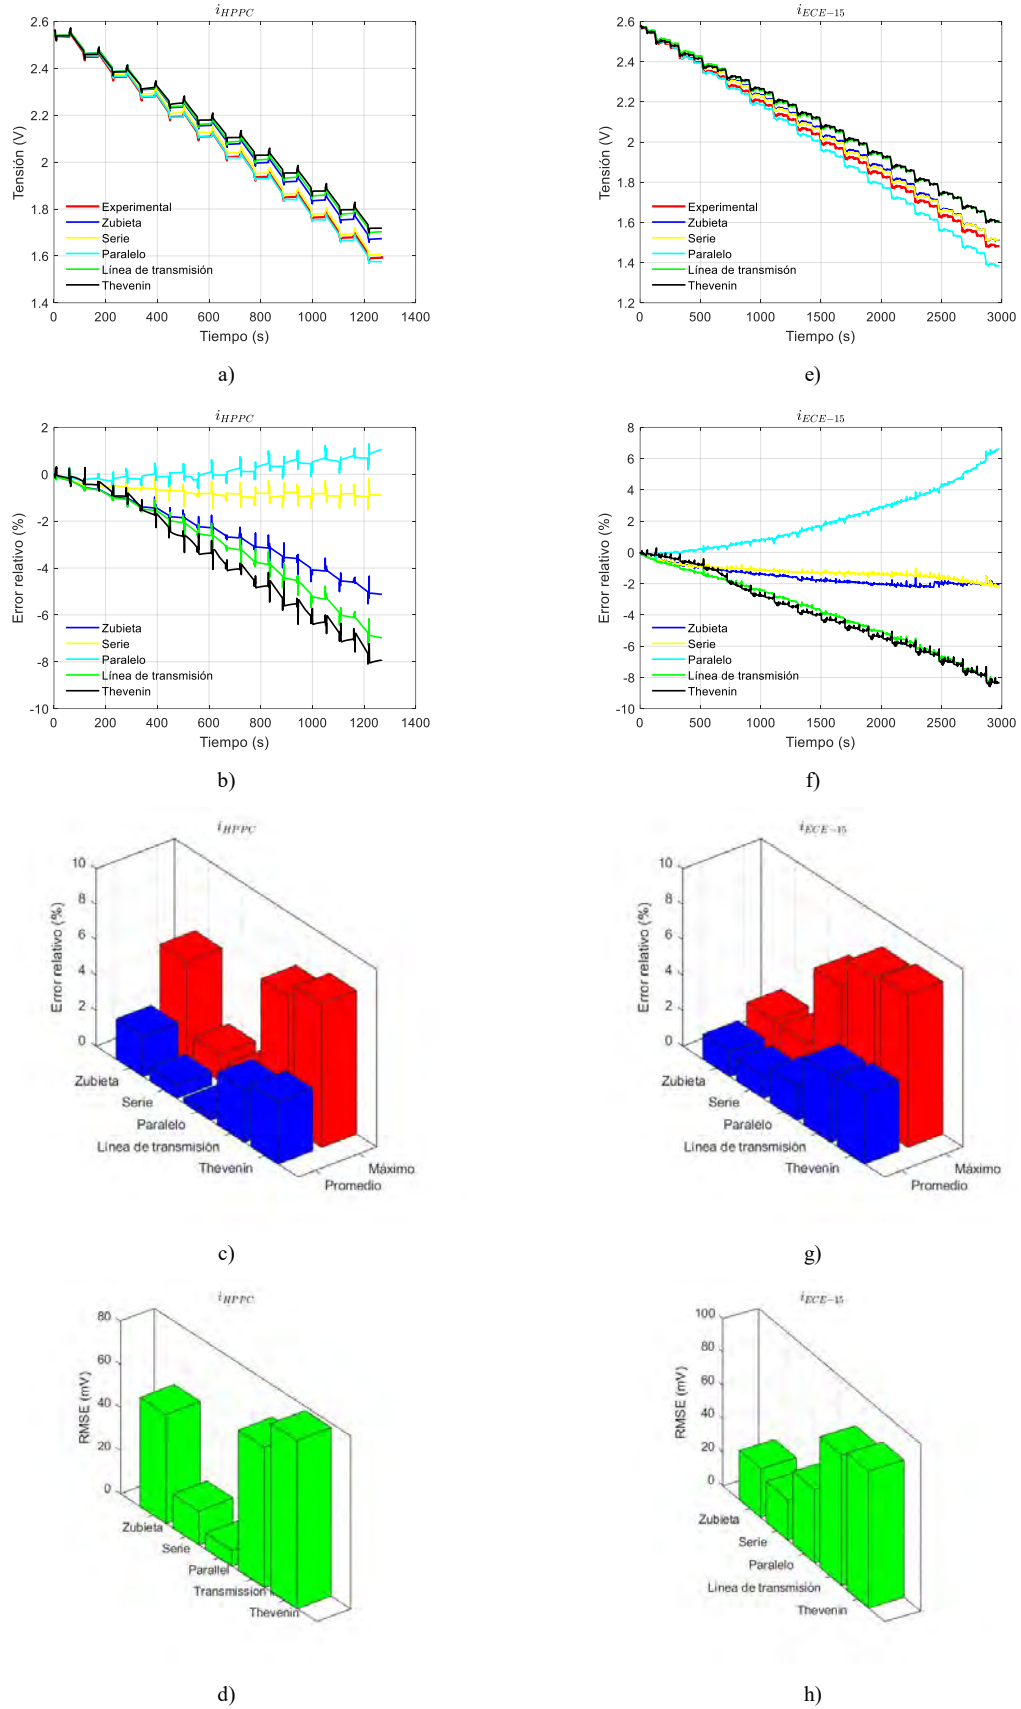 i_HPPC
2.6
2.4
2.2
2
1.8
1.6
1.4
Tensión (V)
Experimental
Zubieta
Serie
Paralelo
Línea de transmisión
Thevenin
0 200 400 600 800 1000 1200 1400
Tiempo (s)
a)
i_ECE−15
2.6
2.4
2.2
2
1.8
1.6
1.4
1.2
Tensión (V)
Experimental
Zubieta
Serie
Paralelo
Línea de transmisón
Thevenin
0 500 1000 1500 2000 2500 3000
Tiempo (s)
e)
i_HPPC
2
0
-2
-4
-6
-8
-10
Error relativo (%)
Zubieta
Serie
Paralelo
Línea de transmisión
Thevenin
0 200 400 600 800 1000 1200 1400
Tiempo (s)
b)
i_ECE−15
8
6
4
2
0
-2
-4
-6
-8
-10
Error relativo (%)
Zubieta
Serie
Paralelo
Línea de transmisión
Thevenin
0 500 1000 1500 2000 2500 3000
Tiempo (s)
f)
i_HPPC
10
8
6
4
2
0
Error relativo (%)
Zubieta
Serie
Paralelo
Linea de transmisión
Thevenin
Máximo
Promedio
c)
i_ECE−15
10
8
6
4
2
0
Error relativo (%)
Zubieta
Serie
Paralelo
Linea de transmisión
Thevenin
Máximo
Promedio
g)
i_HPPC
80
60
40
20
0
RMSE (mV)
Zubieta
Serie
Parallel
Transmission
Thevenin
d)
i_ECE−15
100
80
60
40
20
0
RMSE (mV)
Zubieta
Serie
Paralelo
Línea de transmisión
Thevenin
h)